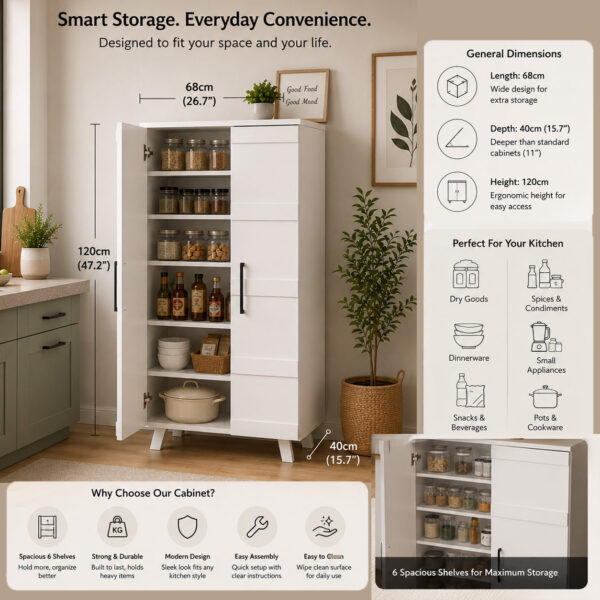 Smart Storage. Everyday Convenience.
Designed to fit your space and your life.
68cm
(26.7")
Good Food
Good Mood
120cm
(47.2")
40cm
(15.7")
General Dimensions
Length: 68cm
Wide design for
extra storage
Depth: 40cm (15.7")
Deeper than standard
cabinets (11")
Height: 120cm
Ergonomic height for
easy access
Perfect For Your Kitchen
Dry Goods
Spices &
Condiments
Dinnerware
Small
Appliances
Snacks &
Beverages
Pots &
Cookware
Why Choose Our Cabinet?
KG
Spacious 6 Shelves
Hold more, organize
better
Strong & Durable
Built to last, holds
heavy items
Modern Design
Sleek look fits any
kitchen style
Easy Assembly
Quick setup with
clear instructions
Easy to Clean
Wipe clean surface
for daily use
6 Spacious Shelves for Maximum Storage